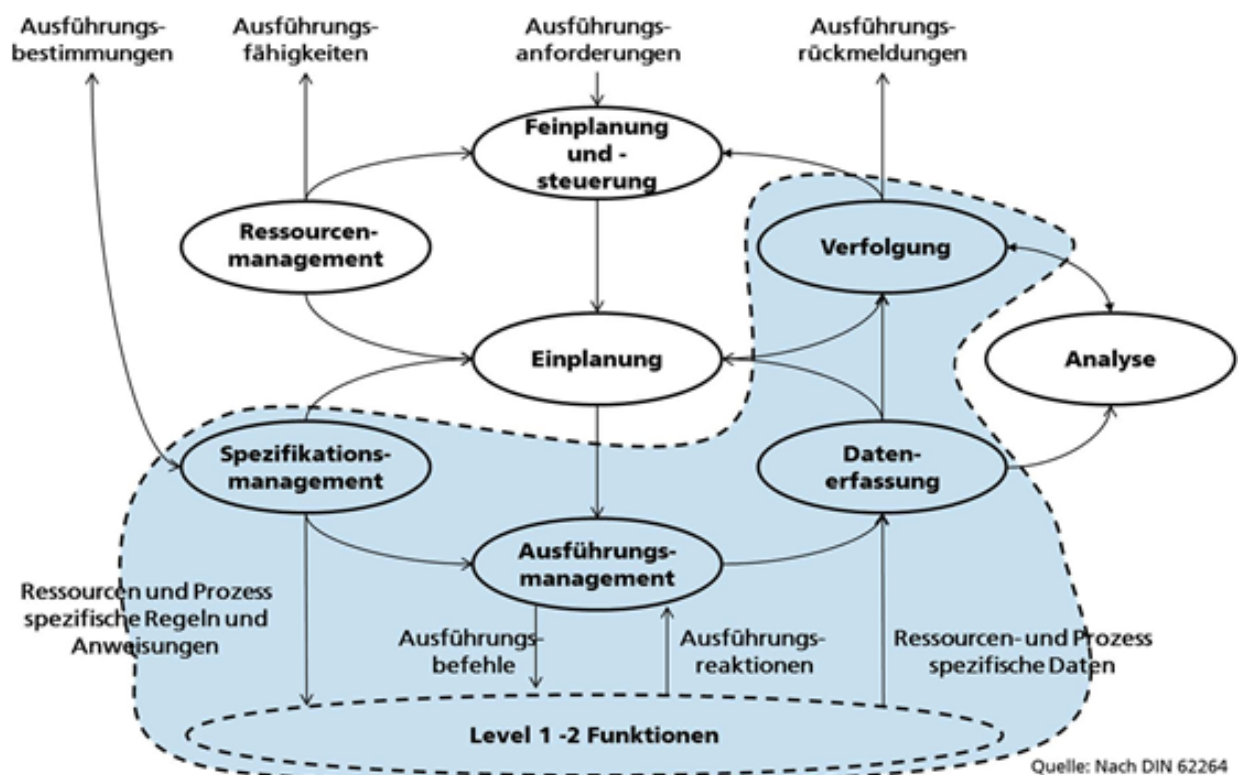 Ausführungs-
bestimmungen
Ausführungs-
fähigkeiten
Ausführungs-
anforderungen
Ausführungs-
rückmeldungen
Feinplanung
und -
steuerung
Ressourcen-
management
Verfolgung
Einplanung
Analyse
Spezifikations-
management
Daten-
erfassung
Ausführungs-
management
Ressourcen und Prozess
spezifische Regeln und
Anweisungen
Ausführungs-
befehle
Ausführungs-
reaktionen
Ressourcen- und Prozess
spezifische Daten
Level 1 -2 Funktionen
Quelle: Nach DIN 62264